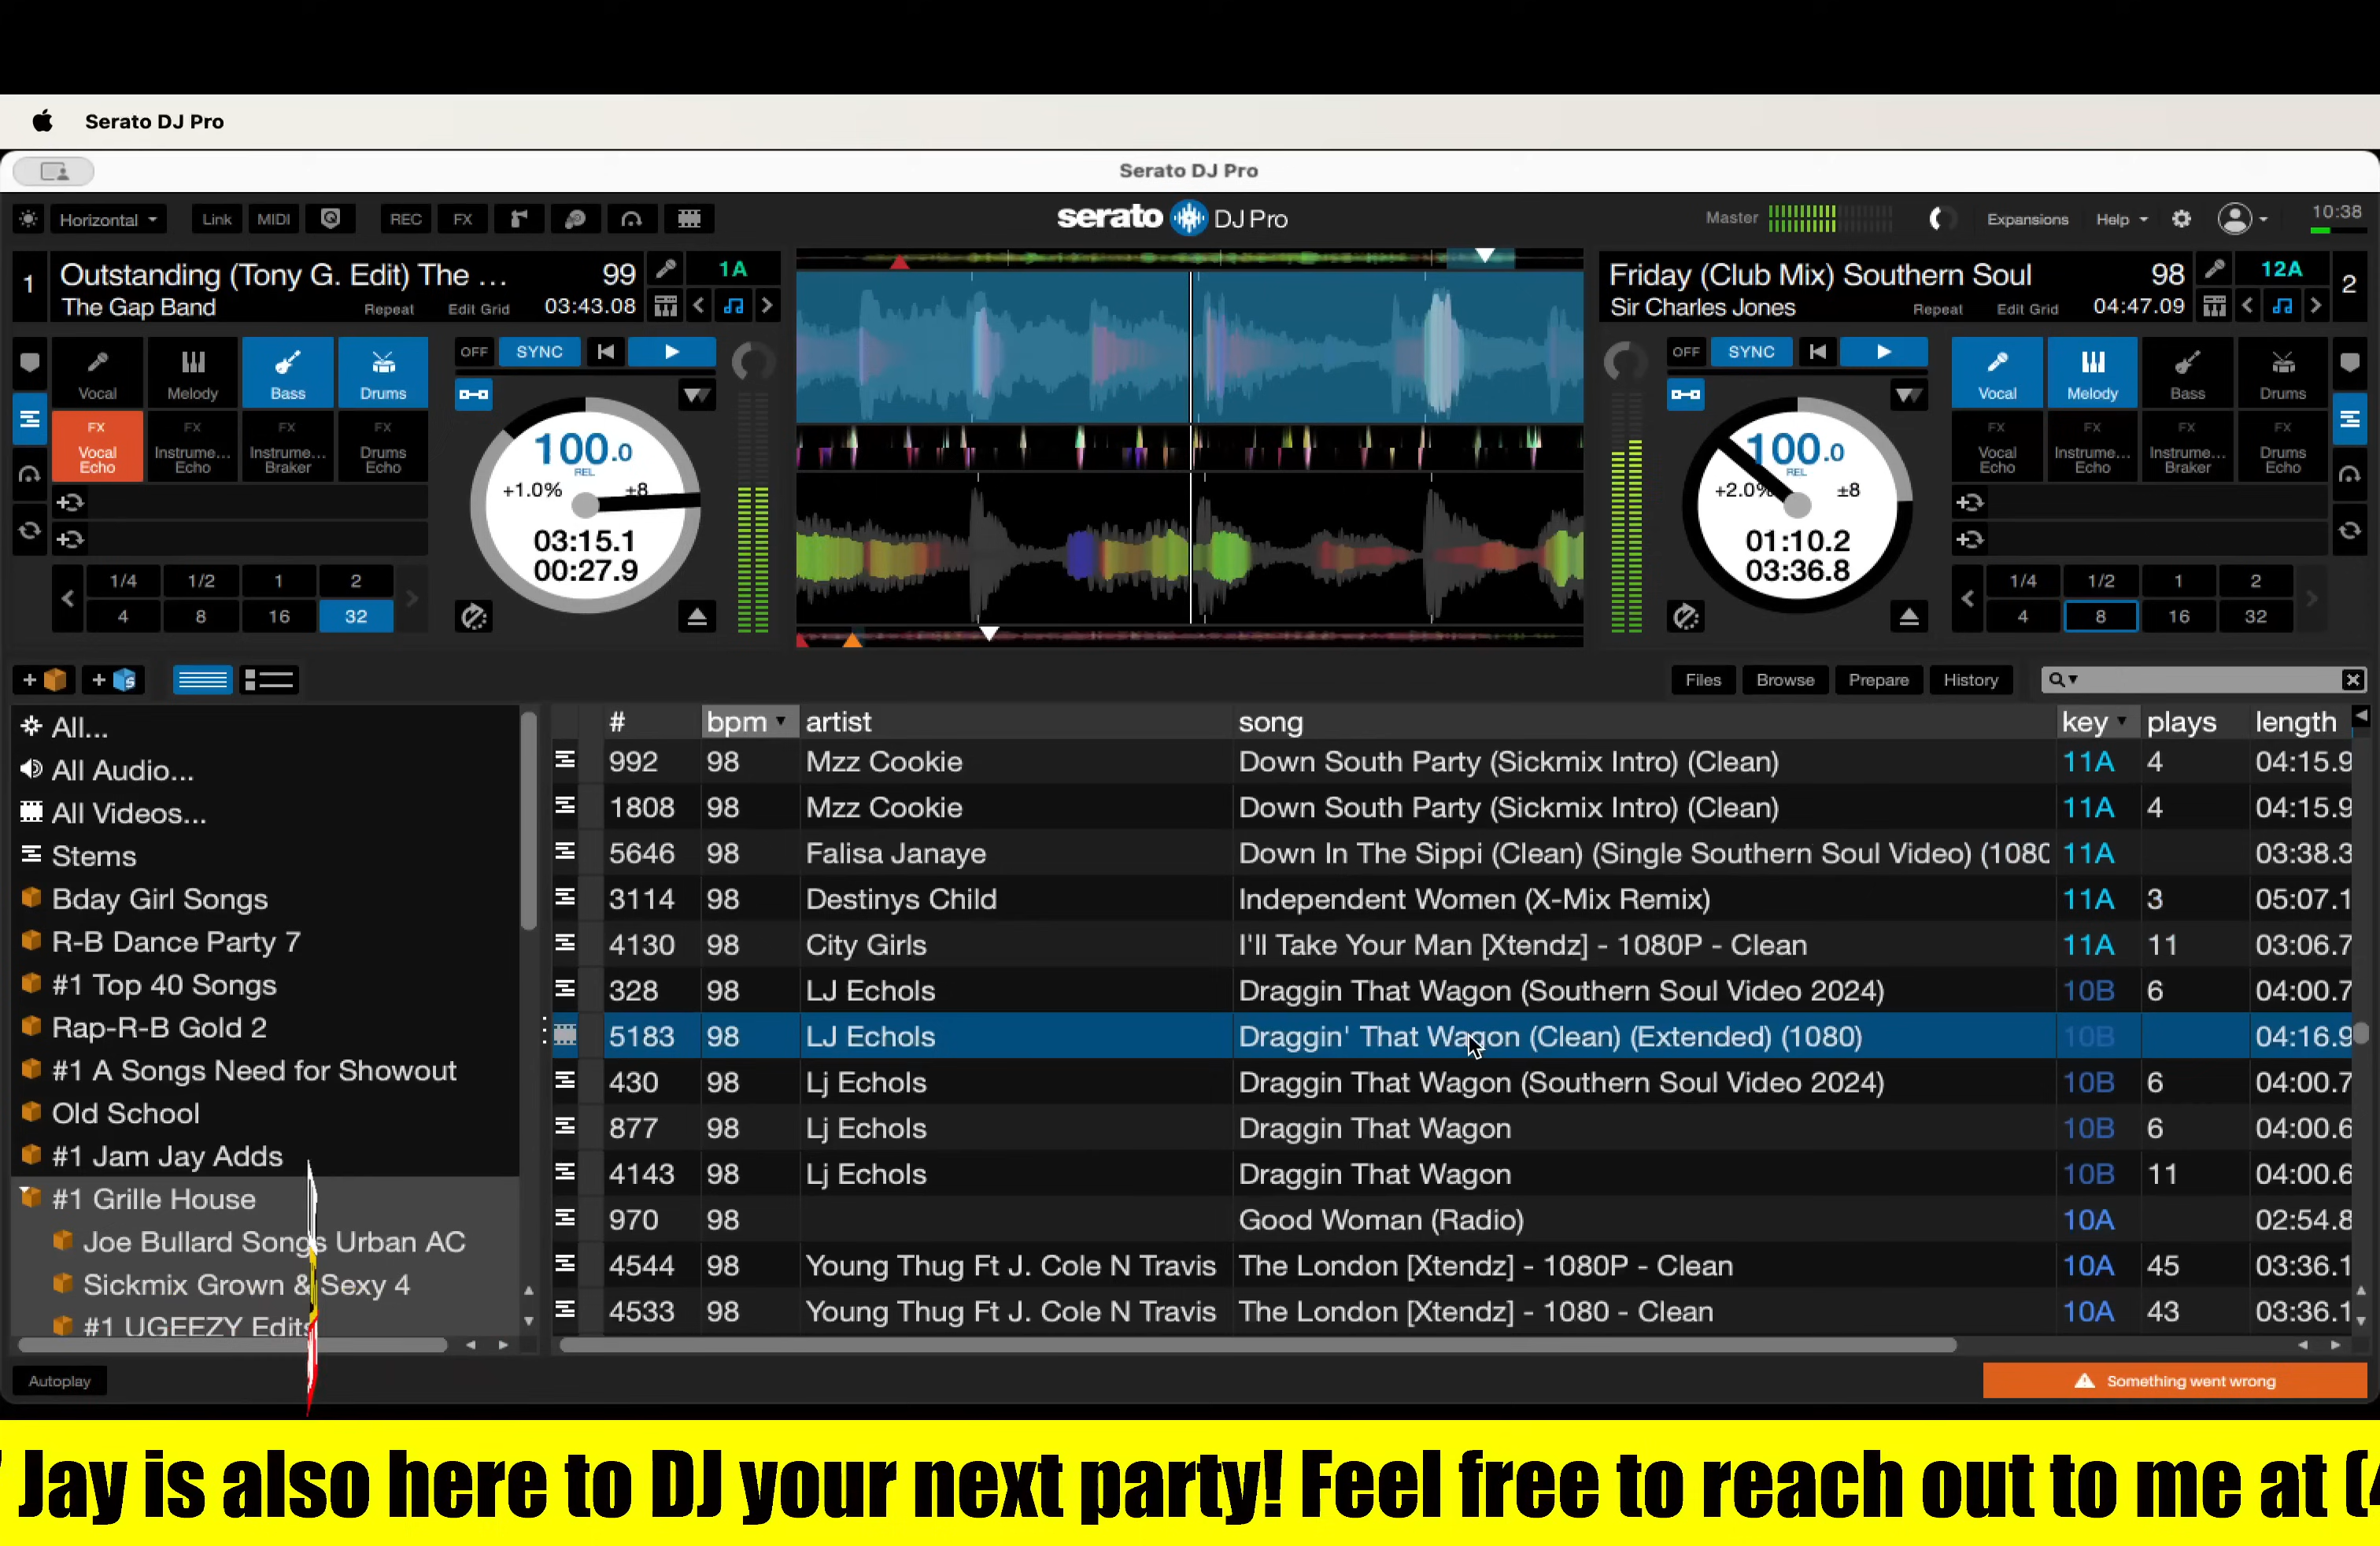 Serato DJ Pro
Serato DJ Pro
Horizontal
Link
MIDI
REC
FX
serato DJ Pro
Master
Expansions
Help
10:38
1
Outstanding (Tony G. Edit) The ...
99
1A
The Gap Band
Repeat
Edit Grid
03:43.08
Friday (Club Mix) Southern Soul
98
12A
2
Sir Charles Jones
Repeat
Edit Grid
04:47.09
Vocal
Melody
Bass
Drums
OFF
SYNC
FX
Vocal
Echo
FX
Instrume...
Echo
FX
Instrume...
Braker
FX
Drums
Echo
100.0
REL
+1.0%
±8
03:15.1
00:27.9
1/4
1/2
1
2
4
8
16
32
OFF
SYNC
Vocal
Melody
Bass
Drums
100.0
REL
+2.0%
±8
01:10.2
03:36.8
FX
Vocal
Echo
FX
Instrume...
Echo
FX
Instrume...
Braker
FX
Drums
Echo
1/4
1/2
1
2
4
8
16
32
Files
Browse
Prepare
History
All...
All Audio...
All Videos...
Stems
Bday Girl Songs
R-B Dance Party 7
#1 Top 40 Songs
Rap-R-B Gold 2
#1 A Songs Need for Showout
Old School
#1 Jam Jay Adds
#1 Grille House
Joe Bullard Songs Urban AC
Sickmix Grown & Sexy 4
#1 UGEEZY Edits
# bpm artist song key plays length
992 98 Mzz Cookie Down South Party (Sickmix Intro) (Clean) 11A 4 04:15.9
1808 98 Mzz Cookie Down South Party (Sickmix Intro) (Clean) 11A 4 04:15.9
5646 98 Falisa Janaye Down In The Sippi (Clean) (Single Southern Soul Video) (1080 11A 03:38.3
3114 98 Destinys Child Independent Women (X-Mix Remix) 11A 3 05:07.1
4130 98 City Girls I'll Take Your Man [Xtendz] - 1080P - Clean 11A 11 03:06.7
328 98 LJ Echols Draggin That Wagon (Southern Soul Video 2024) 10B 6 04:00.7
5183 98 LJ Echols Draggin' That Wagon (Clean) (Extended) (1080) 10B 04:16.9
430 98 Lj Echols Draggin That Wagon (Southern Soul Video 2024) 10B 6 04:00.7
877 98 Lj Echols Draggin That Wagon 10B 6 04:00.6
4143 98 Lj Echols Draggin That Wagon 10B 11 04:00.6
970 98 Good Woman (Radio) 10A 02:54.8
4544 98 Young Thug Ft J. Cole N Travis The London [Xtendz] - 1080P - Clean 10A 45 03:36.1
4533 98 Young Thug Ft J. Cole N Travis The London [Xtendz] - 1080 - Clean 10A 43 03:36.1
Autoplay
Something went wrong
Jay is also here to DJ your next party! Feel free to reach out to me at (